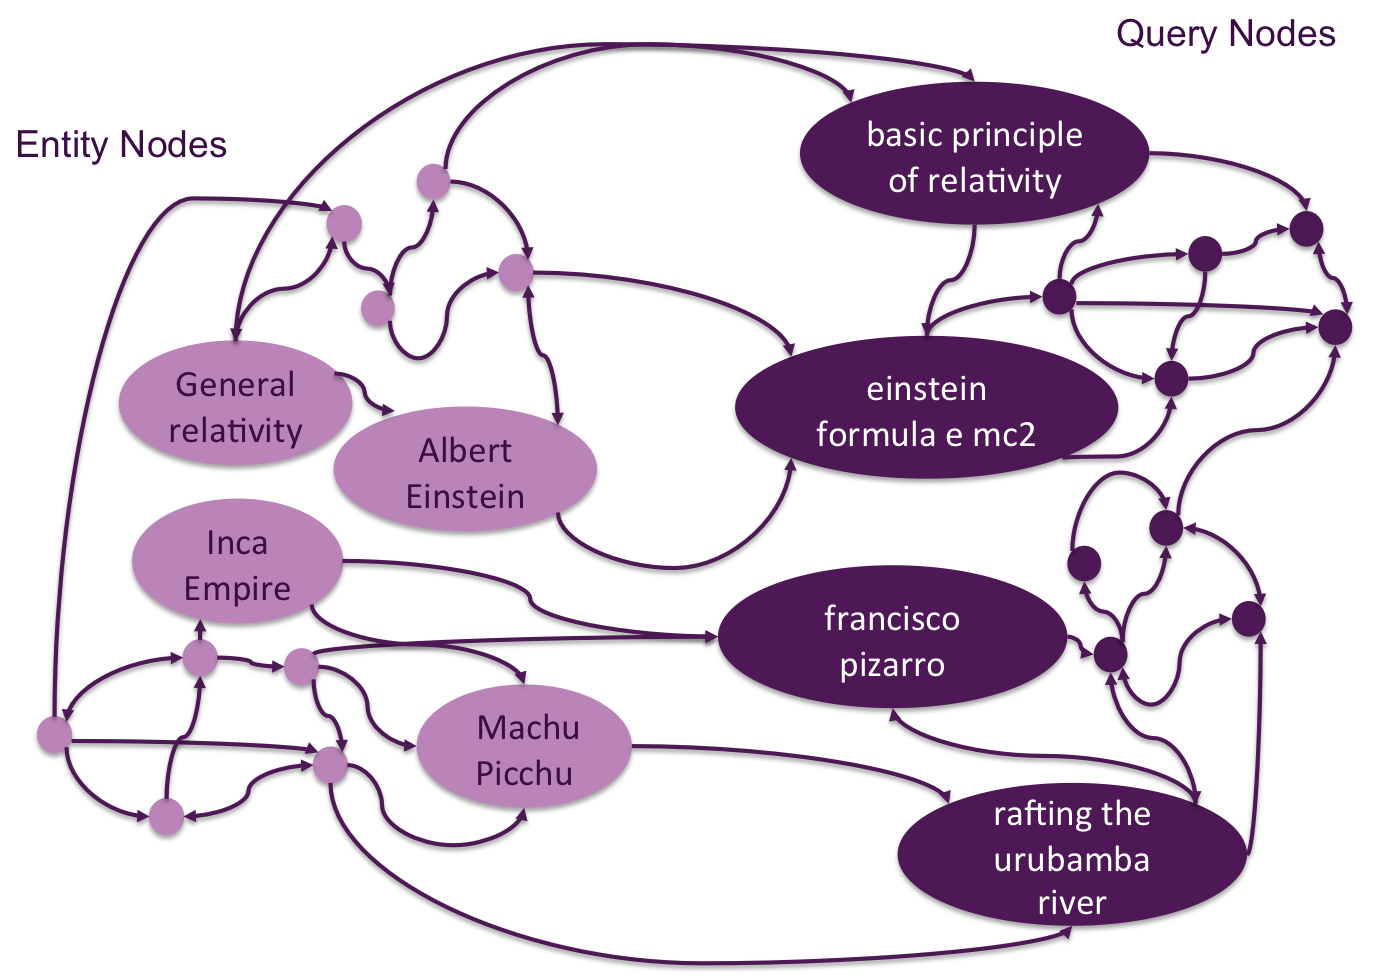 Query Nodes
Entity Nodes
basic principle
of relativity
General
relativity
einstein
formula e mc2
Albert
Einstein
Inca
Empire
francisco
pizarro
Machu
Picchu
rafting the
urubamba
river